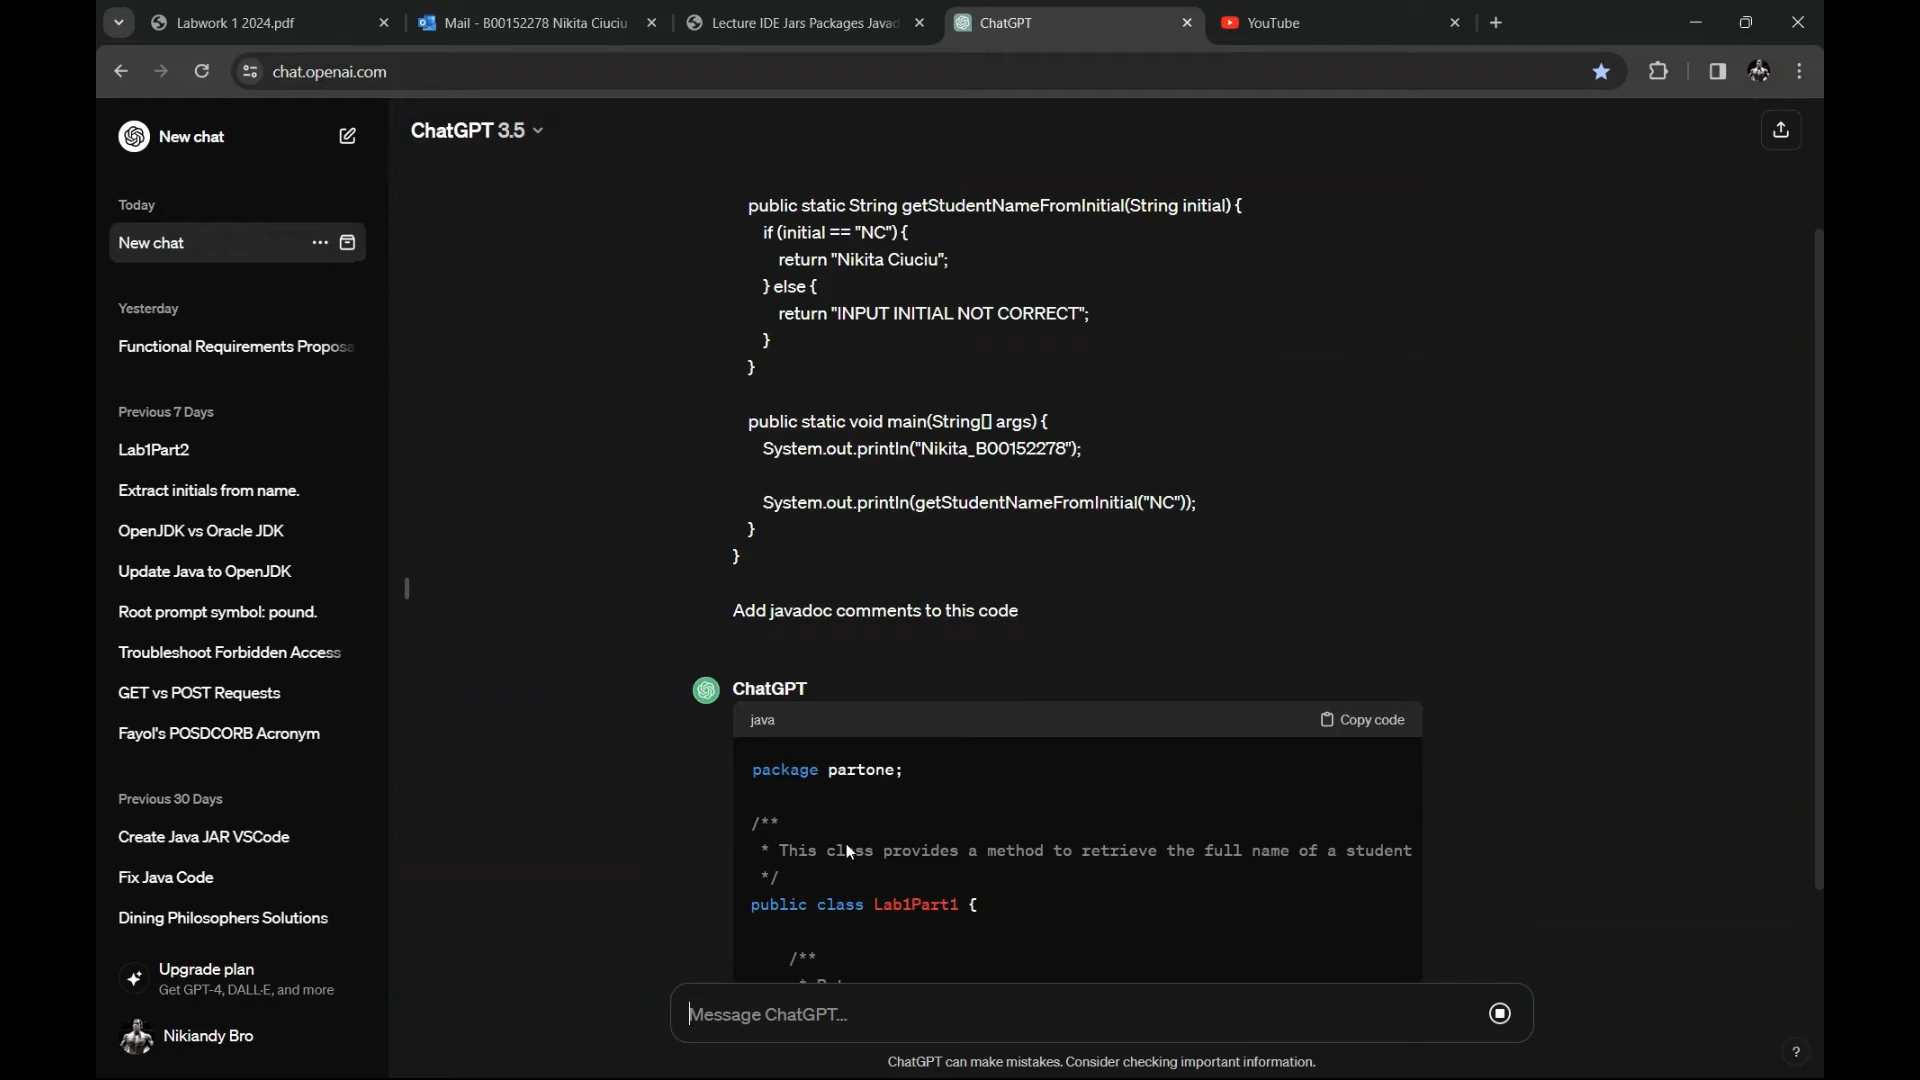 Labwork 1 2024.pdf
Mail - B00152278 Nikita Ciuciu
Lecture IDE Jars Packages Javad
ChatGPT
YouTube
chat.openai.com
New chat
ChatGPT 3.5
Today
New chat
Yesterday
Functional Requirements Proposa
Previous 7 Days
Lab1Part2
Extract initials from name.
OpenJDK vs Oracle JDK
Update Java to OpenJDK
Root prompt symbol: pound.
Troubleshoot Forbidden Access
GET vs POST Requests
Fayol's POSDCORB Acronym
Previous 30 Days
Create Java JAR VSCode
Fix Java Code
Dining Philosophers Solutions
Upgrade plan
Get GPT-4, DALL·E, and more
Nikiandy Bro
public static String getStudentNameFromInitial(String initial) {
if (initial == "NC") {
return "Nikita Ciuciu";
} else {
return "INPUT INITIAL NOT CORRECT";
}
}
public static void main(String[] args) {
System.out.println("Nikita_B00152278");
System.out.println(getStudentNameFromInitial("NC"));
}
}
Add javadoc comments to this code
ChatGPT
java
Copy code
package partone;
/**
* This class provides a method to retrieve the full name of a student
*/
public class Lab1Part1 {
/**
Message ChatGPT...
ChatGPT can make mistakes. Consider checking important information.
?